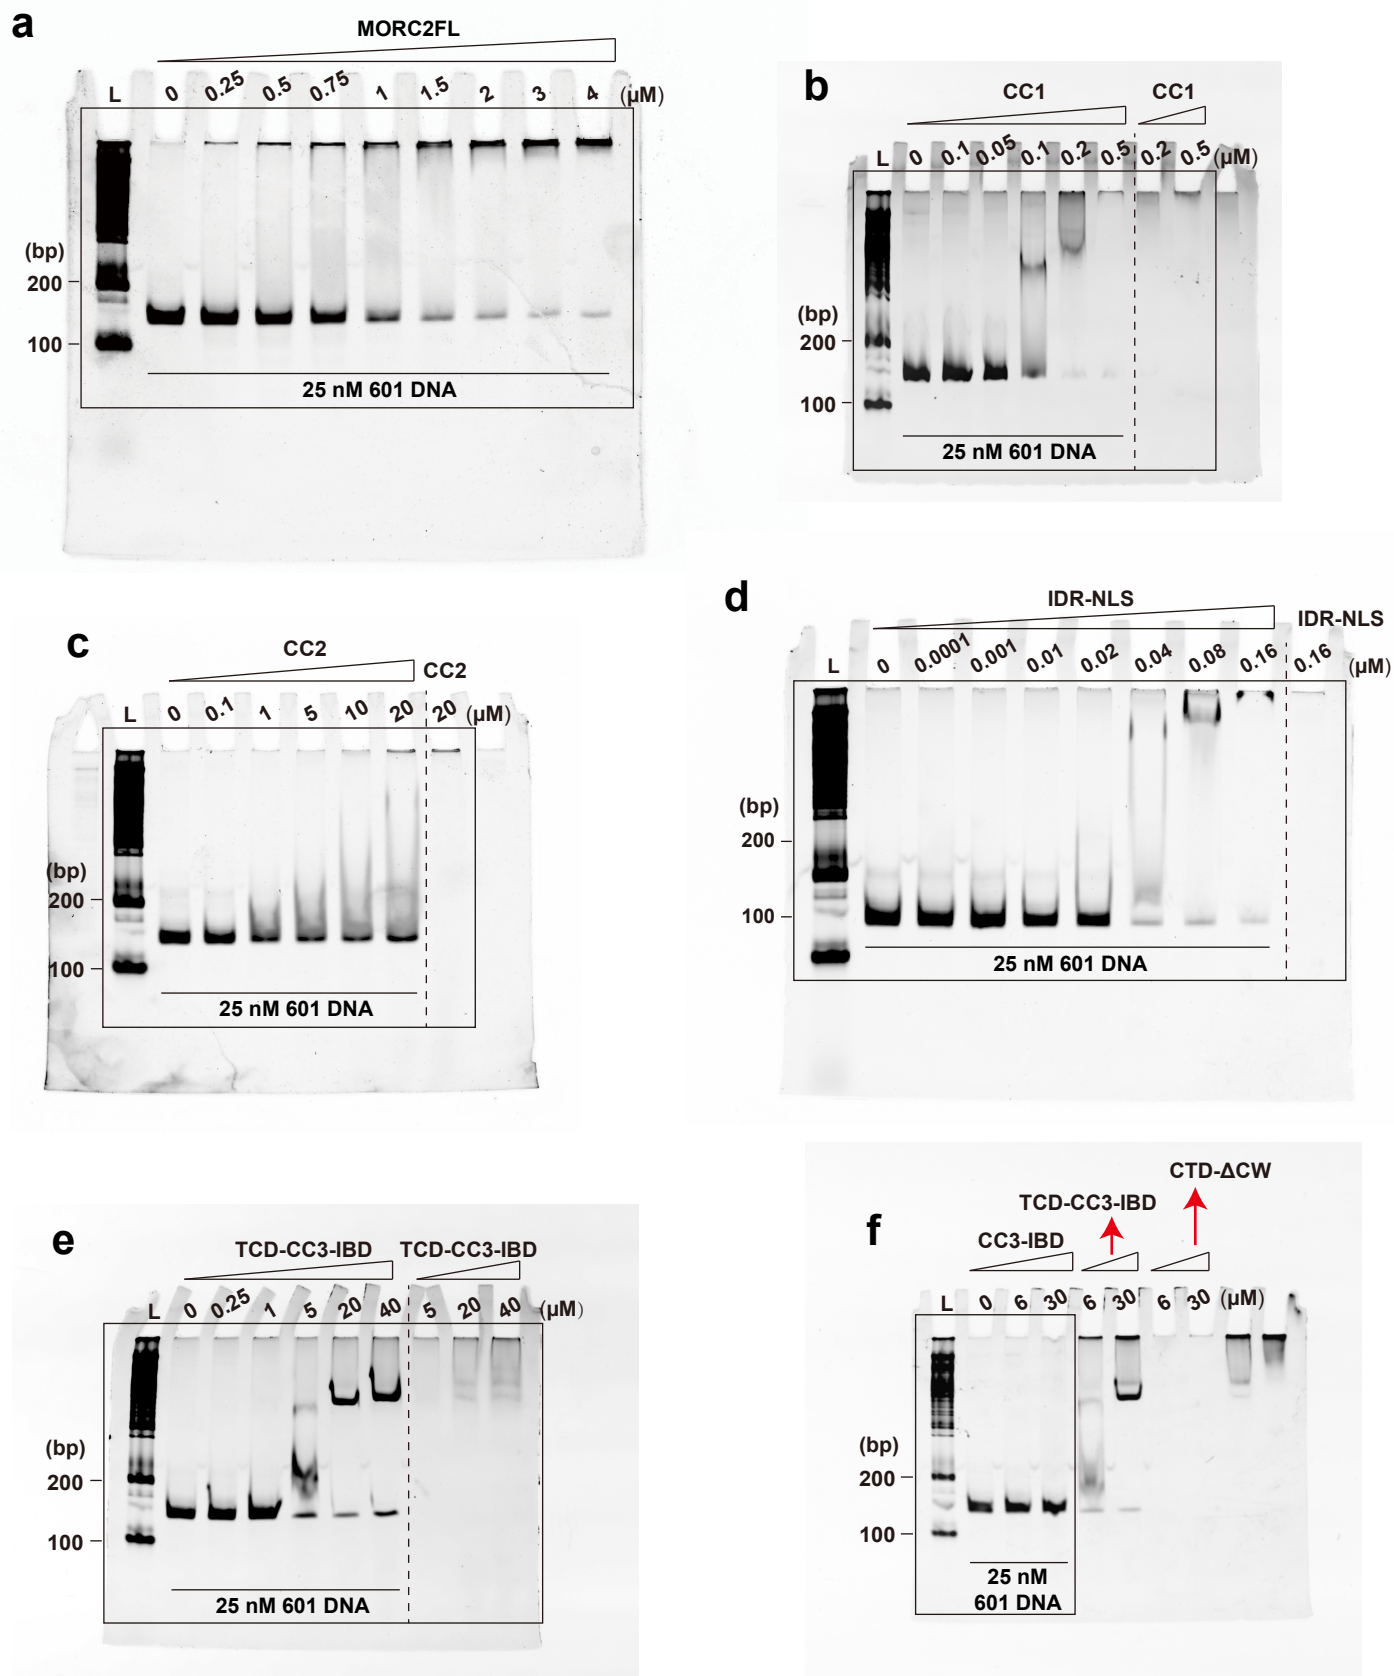 a
MORC2FL
L 0 0.25 0.5 0.75 1 1.5 2 3 4 (µM)
(bp)
200
100
25 nM 601 DNA
b
CC1 CC1
L 0 0.1 0.05 0.1 0.2 0.5 0.2 0.5 (µM)
(bp)
200
100
25 nM 601 DNA
c
CC2 CC2
L 0 0.1 1 5 10 20 20 (µM)
(bp)
200
100
25 nM 601 DNA
d
IDR-NLS IDR-NLS
L 0 0.0001 0.001 0.01 0.02 0.04 0.08 0.16 0.16 (µM)
(bp)
200
100
25 nM 601 DNA
e
TCD-CC3-IBD TCD-CC3-IBD
L 0 0.25 1 5 20 40 5 20 40 (µM)
(bp)
200
100
25 nM 601 DNA
f
CTD-ΔCW
TCD-CC3-IBD
CC3-IBD
L 0 6 30 6 30 6 30 (µM)
(bp)
200
100
25 nM
601 DNA